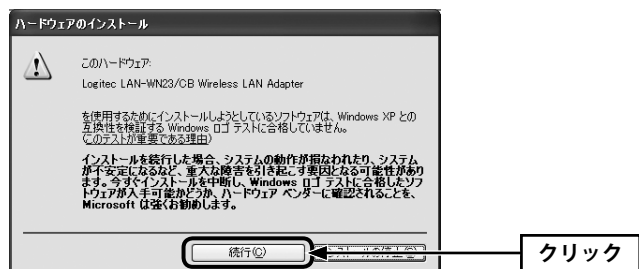 ハードウェアのインストール
このハードウェア:
Logitec LAN-WN23/CB Wireless LAN Adapter
を使用するためにインストールしようとしているソフトウェアは、Windows XP との
互換性を検証する Windows ロゴ テストに合格していません。
(このテストが重要である理由)
インストールを続行した場合、システムの動作が損なわれたり、システム
が不安定になるなど、重大な障害を引き起こす要因となる可能性があり
ます。今すぐインストールを中断し、Windows ロゴ テストに合格したソフ
トウェアが入手可能かどうか、ハードウェア ベンダーに確認されることを、
Microsoft は強くお勧めします。
続行(C)
クリック